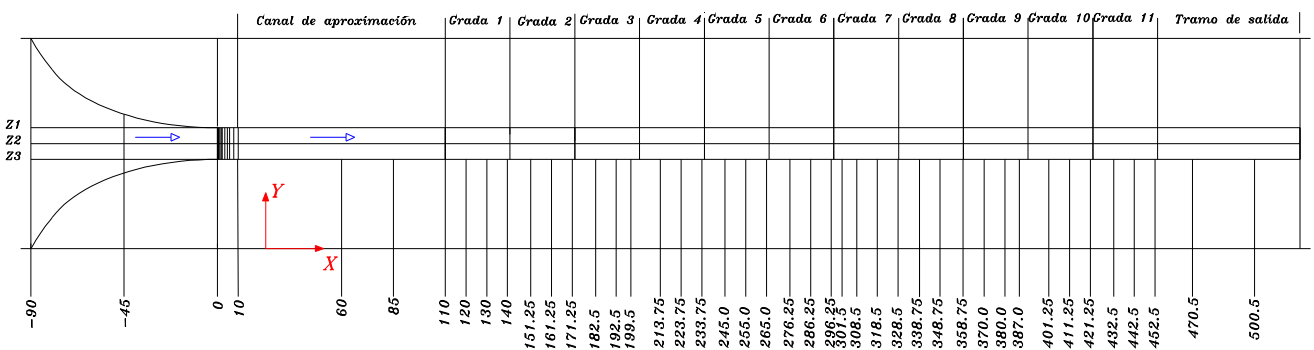 Canal de aproximación Grada 1 Grada 2 Grada 3 Grada 4 Grada 5 Grada 6 Grada 7 Grada 8 Grada 9 Grada 10 Grada 11 Tramo de salida
Z1
Z2
Z3
Y
X
-90 -45 0 10 60 85 110 120 130 140 151.25 161.25 171.25 182.5 192.5 199.5 213.75 223.75 233.75 245.0 255.0 265.0 276.25 286.25 296.25 301.5 308.5 318.5 328.5 338.75 348.75 358.75 370.0 380.0 387.0 401.25 411.25 421.25 432.5 442.5 452.5 470.5 500.5